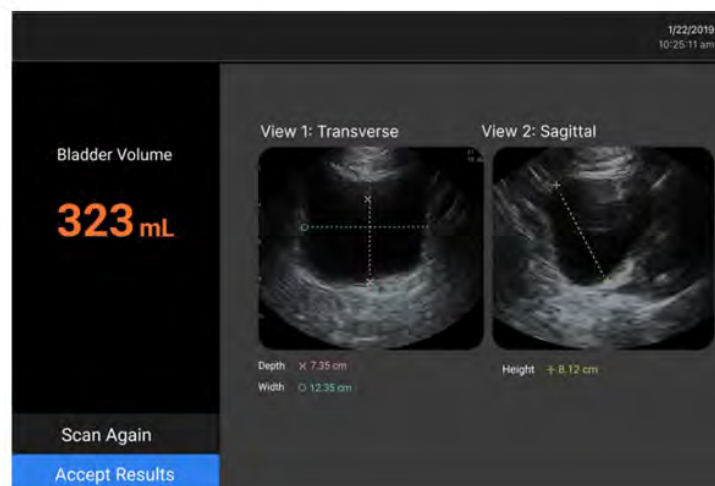 1/22/2019
10:25:11 am
Bladder Volume
323 mL
View 1: Transverse
View 2: Sagittal
Depth × 7.35 cm
Width ○ 12.35 cm
Height + 8.12 cm
Scan Again
Accept Results